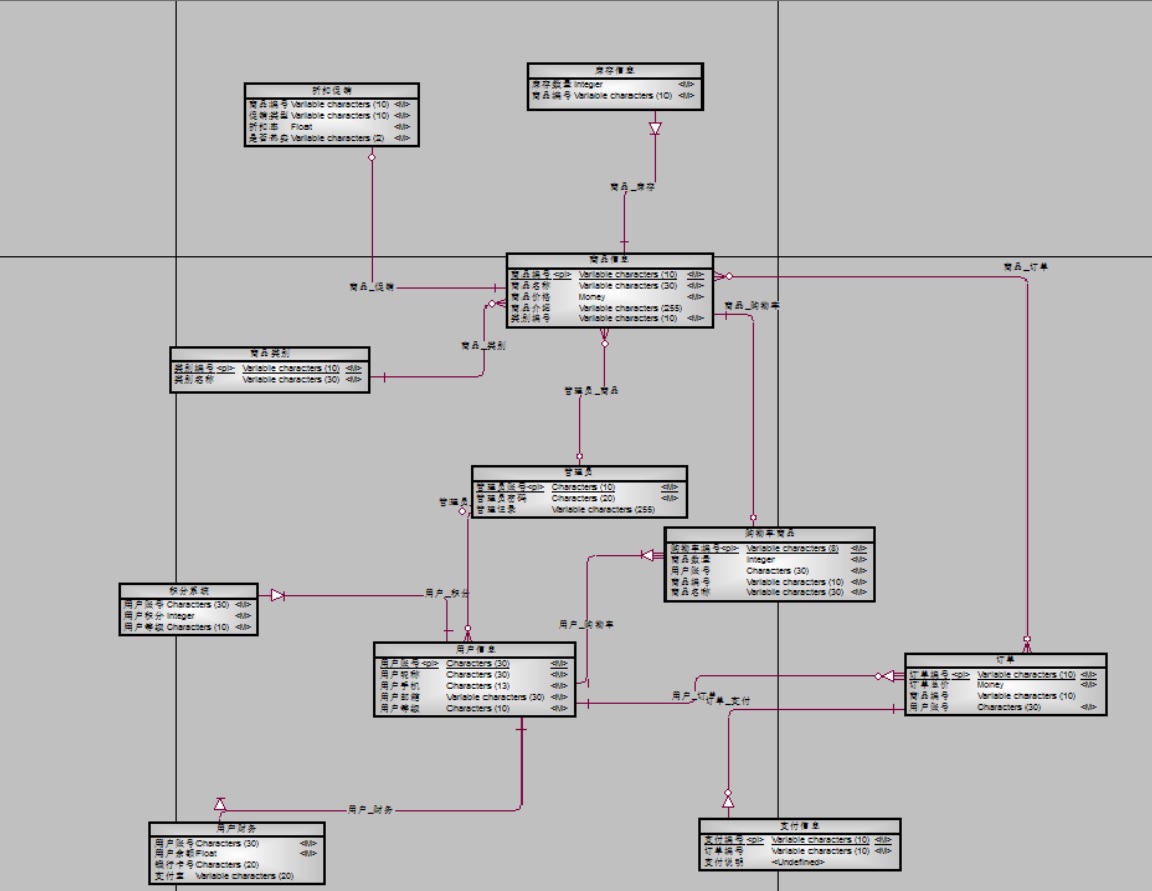 折扣促销
商品编号 Variable characters (10) <M>
促销类型 Variable characters (10) <M>
折扣率 Float <M>
是否热卖 Variable characters (2) <M>
库存信息
库存数量 Integer <M>
商品编号 Variable characters (10) <M>
商品_库存
商品信息
商品编号 <pi> Variable characters (10) <M>
商品名称 Variable characters (30) <M>
商品价格 Money <M>
商品介绍 Variable characters (255)
类别编号 Variable characters (10) <M>
商品_订单
商品_促销
商品_购物车
商品_类别
商品类别
类别编号 <pi> Variable characters (10) <M>
类别名称 Variable characters (30) <M>
管理员_商品
管理员
管理员账号 <pi> Characters (10) <M>
管理员密码 Characters (20) <M>
管理记录 Variable characters (255)
管理员
购物车商品
购物车编号 <pi> Variable characters (8) <M>
商品数量 Integer <M>
用户账号 Characters (30) <M>
商品编号 Variable characters (10) <M>
商品名称 Variable characters (30) <M>
积分系统
用户账号 Characters (30) <M>
用户积分 Integer <M>
用户等级 Characters (10) <M>
用户_积分
用户_购物车
用户信息
用户账号 <pi> Characters (30) <M>
用户昵称 Characters (30) <M>
用户手机 Characters (13) <M>
用户邮箱 Variable characters (30) <M>
用户等级 Characters (10) <M>
订单
订单编号 <pi> Variable characters (10) <M>
订单总价 Money <M>
商品编号 Variable characters (10)
用户账号 Characters (30) <M>
用户_订单
订单_支付
用户_财务
用户财务
用户账号 Characters (30) <M>
用户余额 Float <M>
银行卡号 Characters (20)
支付宝 Variable characters (20)
支付信息
支付编号 <pi> Variable characters (10) <M>
订单编号 Variable characters (10) <M>
支付说明 <Undefined>